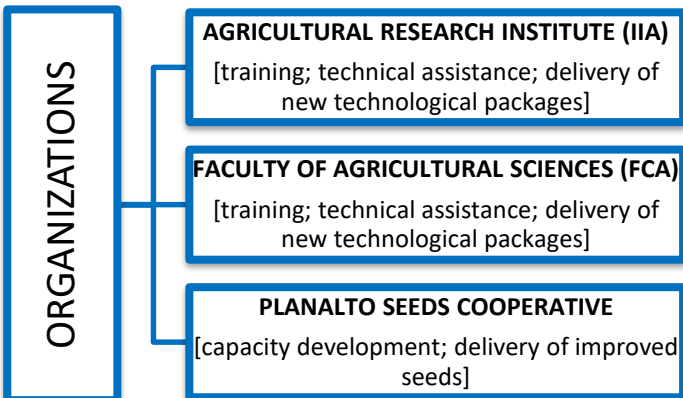 ORGANIZATIONS
AGRICULTURAL RESEARCH INSTITUTE (IIA)
[training; technical assistance; delivery of
new technological packages]
FACULTY OF AGRICULTURAL SCIENCES (FCA)
[training; technical assistance; delivery of
new technological packages]
PLANALTO SEEDS COOPERATIVE
[capacity development; delivery of improved
seeds]